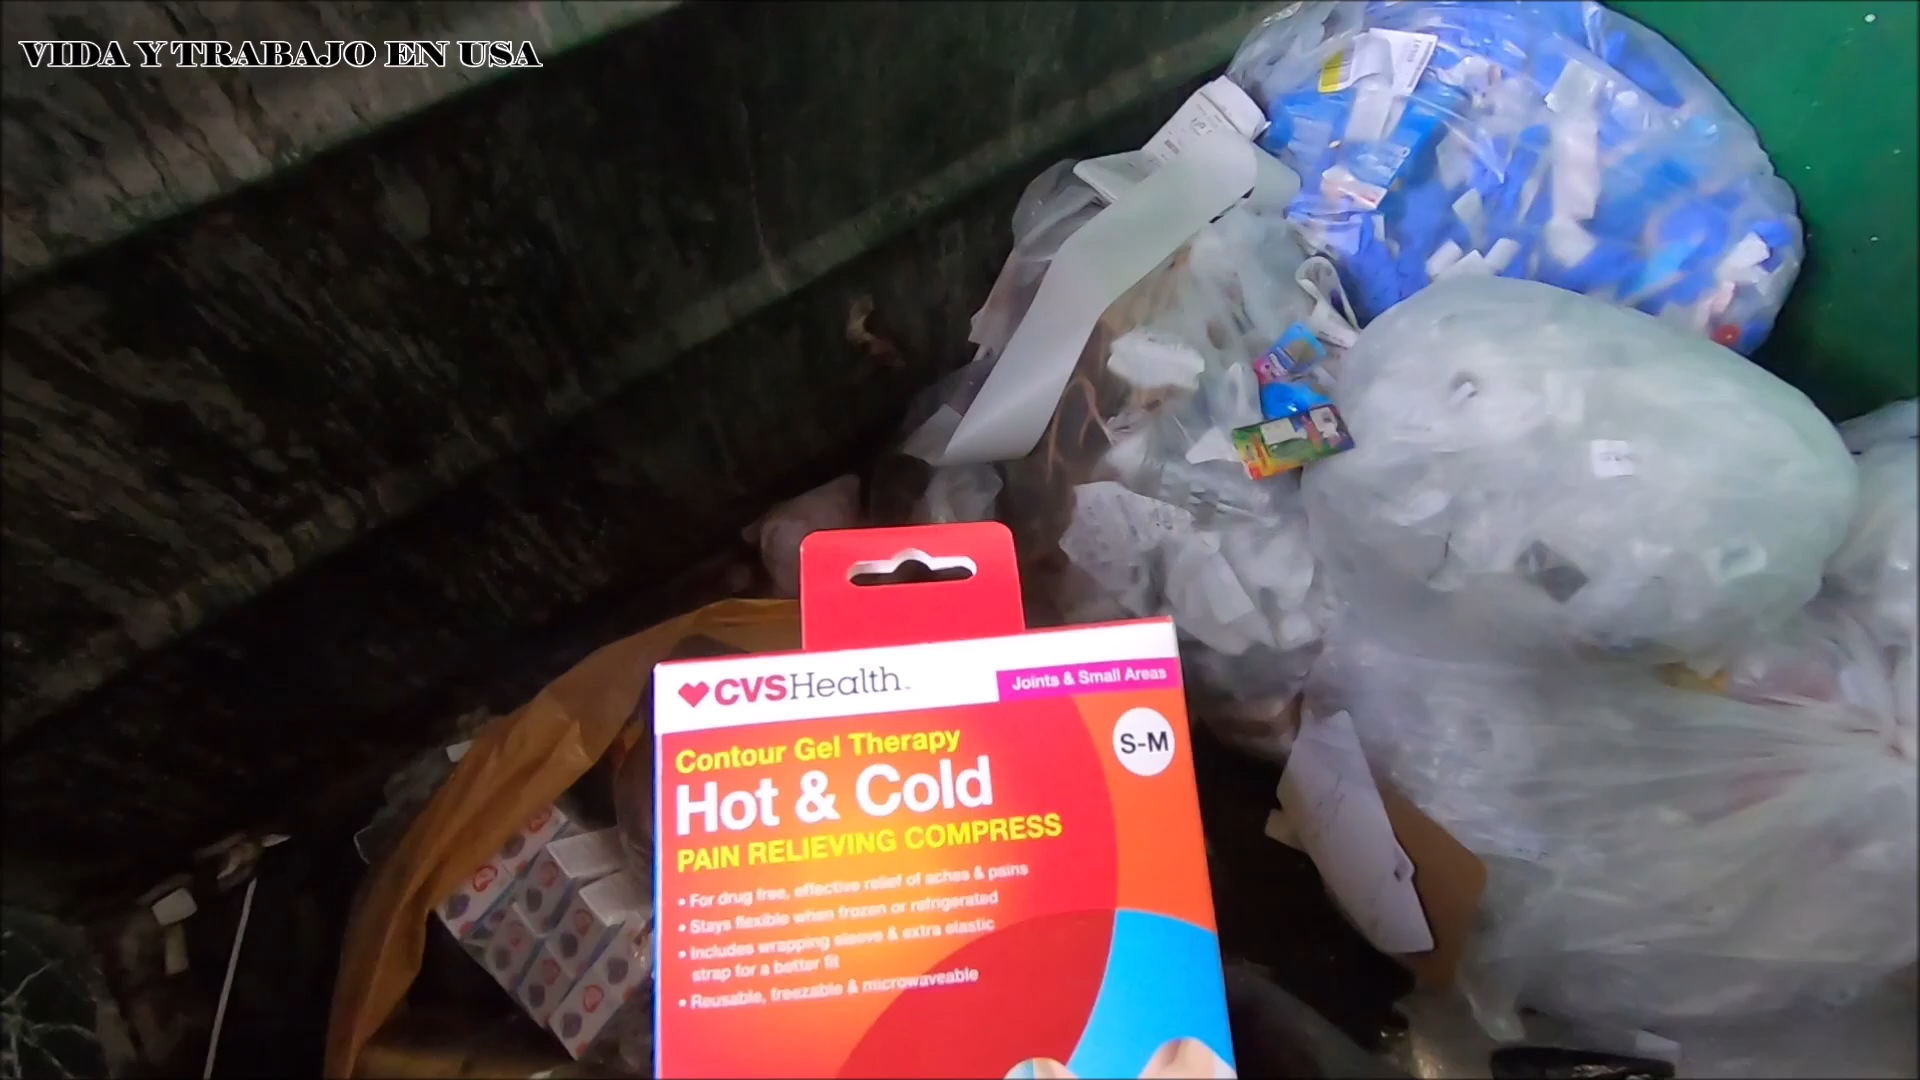 VIDA Y TRABAJO EN USA
CVSHealth
Joints & Small Areas
Contour Gel Therapy
S-M
Hot & Cold
PAIN RELIEVING COMPRESS
• For drug free, effective relief of aches & pains
• Stays flexible when frozen or refrigerated
• Includes wrapping sleeve & extra elastic
strap for a better fit
• Reusable, freezable & microwaveable